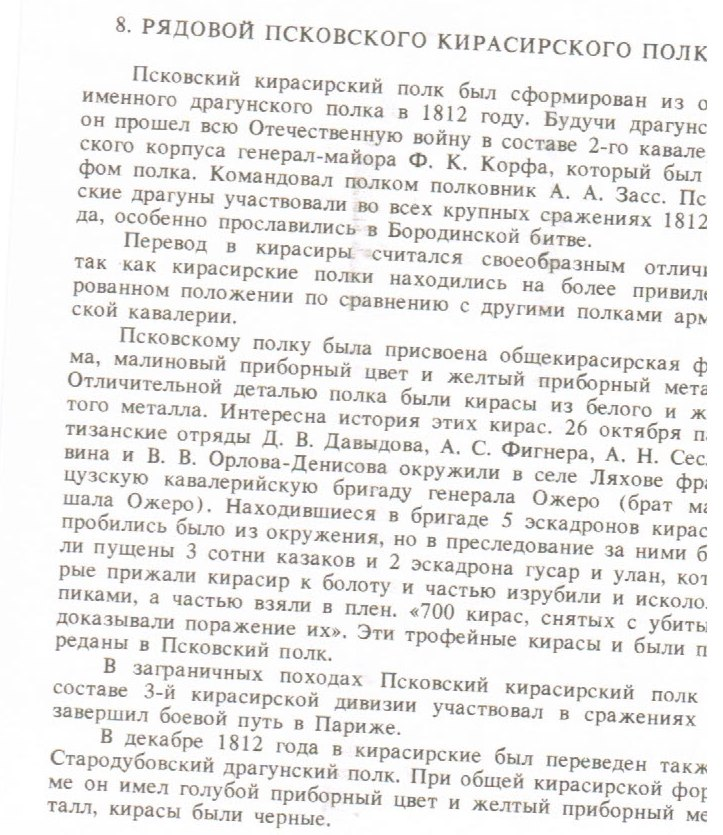 8. РЯДОВОЙ ПСКОВСКОГО КИРАСИРСКОГО ПОЛК
Псковский кирасирский полк был сформирован из о
именного драгунского полка в 1812 году. Будучи драгунс
он прошел всю Отечественную войну в составе 2-го кавале
ского корпуса генерал-майора Ф. К. Корфа, который был
фом полка. Командовал полком полковник А. А. Засс. Пс
ские драгуны участвовали во всех крупных сражениях 1812
да, особенно прославились в Бородинской битве.
Перевод в кирасиры считался своеобразным отличи
так как кирасирские полки находились на более привиле
рованном положении по сравнению с другими полками арм
ской кавалерии.
Псковскому полку была присвоена общекирасирская ф
ма, малиновый приборный цвет и желтый приборный мета
Отличительной деталью полка были кирасы из белого и ж
того металла. Интересна история этих кирас. 26 октября па
тизанские отряды Д. В. Давыдова, А. С. Фигнера, А. Н. Сес
вина и В. В. Орлова-Денисова окружили в селе Ляхове фра
цузскую кавалерийскую бригаду генерала Ожеро (брат ма
шала Ожеро). Находившиеся в бригаде 5 эскадронов кирас
пробились было из окружения, но в преследование за ними б
ли пущены 3 сотни казаков и 2 эскадрона гусар и улан, кот
рые прижали кирасир к болоту и частью изрубили и исколо
пиками, а частью взяли в плен. «700 кирас, снятых с убиты
доказывали поражение их». Эти трофейные кирасы и были п
реданы в Псковский полк.
В заграничных походах Псковский кирасирский полк
составе 3-й кирасирской дивизии участвовал в сражениях
завершил боевой путь в Париже.
В декабре 1812 года в кирасирские был переведен такж
Стародубовский драгунский полк. При общей кирасирской фор
ме он имел голубой приборный цвет и желтый приборный ме
талл, кирасы были черные.